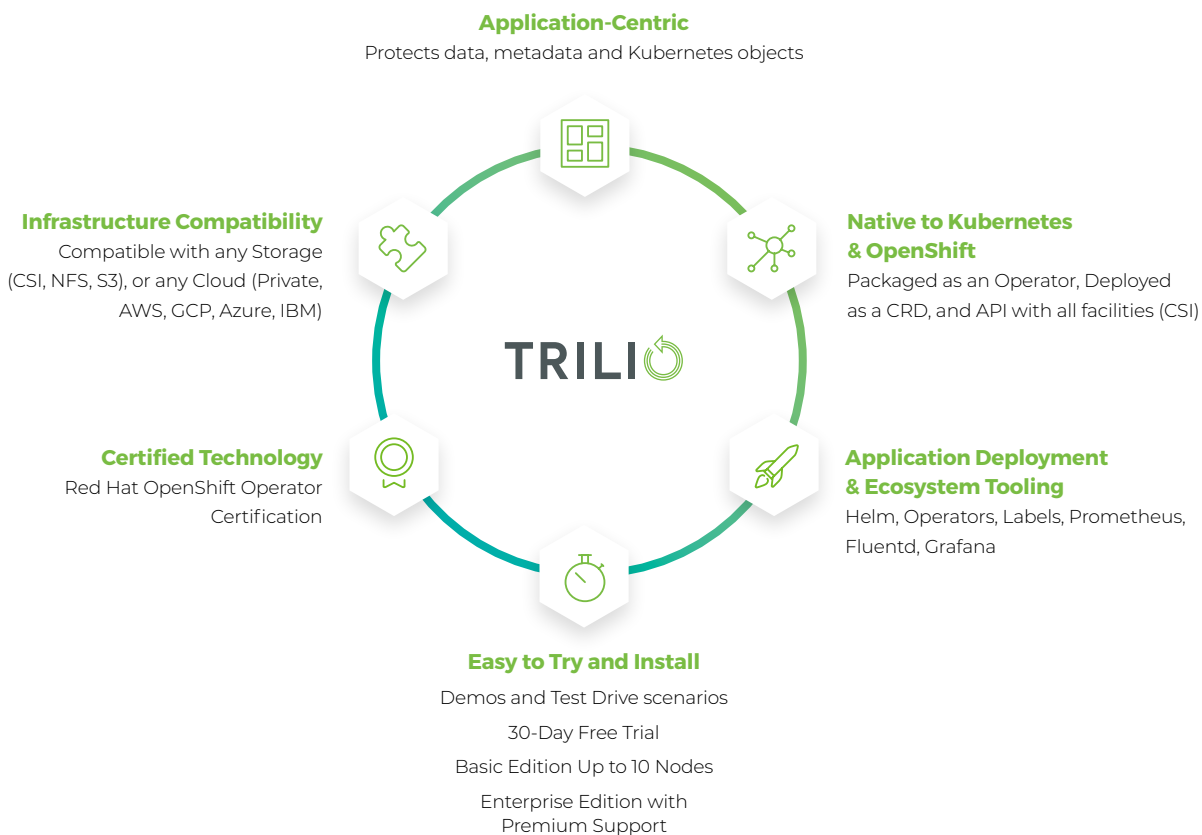 Application-Centric
Protects data, metadata and Kubernetes objects
Infrastructure Compatibility
Compatible with any Storage
(CSI, NFS, S3), or any Cloud (Private,
AWS, GCP, Azure, IBM)
Native to Kubernetes
& OpenShift
Packaged as an Operator, Deployed
as a CRD, and API with all facilities (CSI)
TRILIO
Certified Technology
Red Hat OpenShift Operator
Certification
Application Deployment
& Ecosystem Tooling
Helm, Operators, Labels, Prometheus,
Fluentd, Grafana
Easy to Try and Install
Demos and Test Drive scenarios
30-Day Free Trial
Basic Edition Up to 10 Nodes
Enterprise Edition with
Premium Support